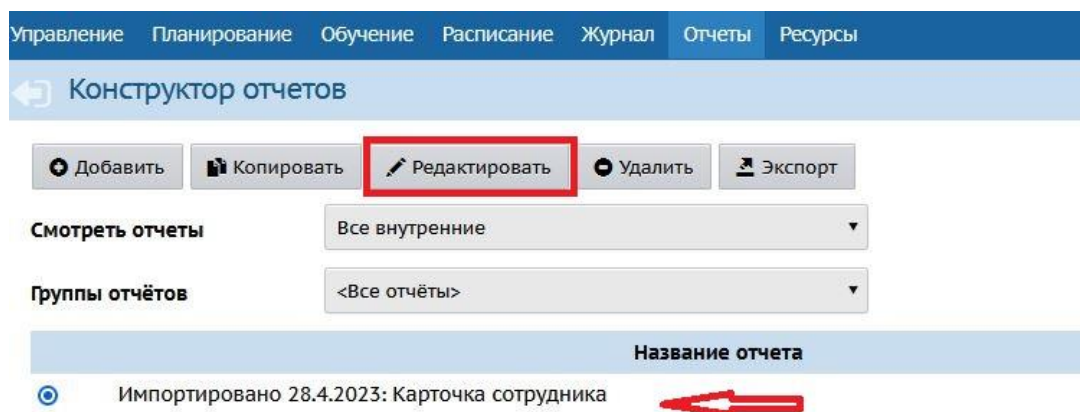 Управление Планирование Обучение Расписание Журнал Отчеты Ресурсы
Конструктор отчетов
Добавить Копировать Редактировать Удалить Экспорт
Смотреть отчеты Все внутренние
Группы отчётов <Все отчёты>
Название отчета
Импортировано 28.4.2023: Карточка сотрудника